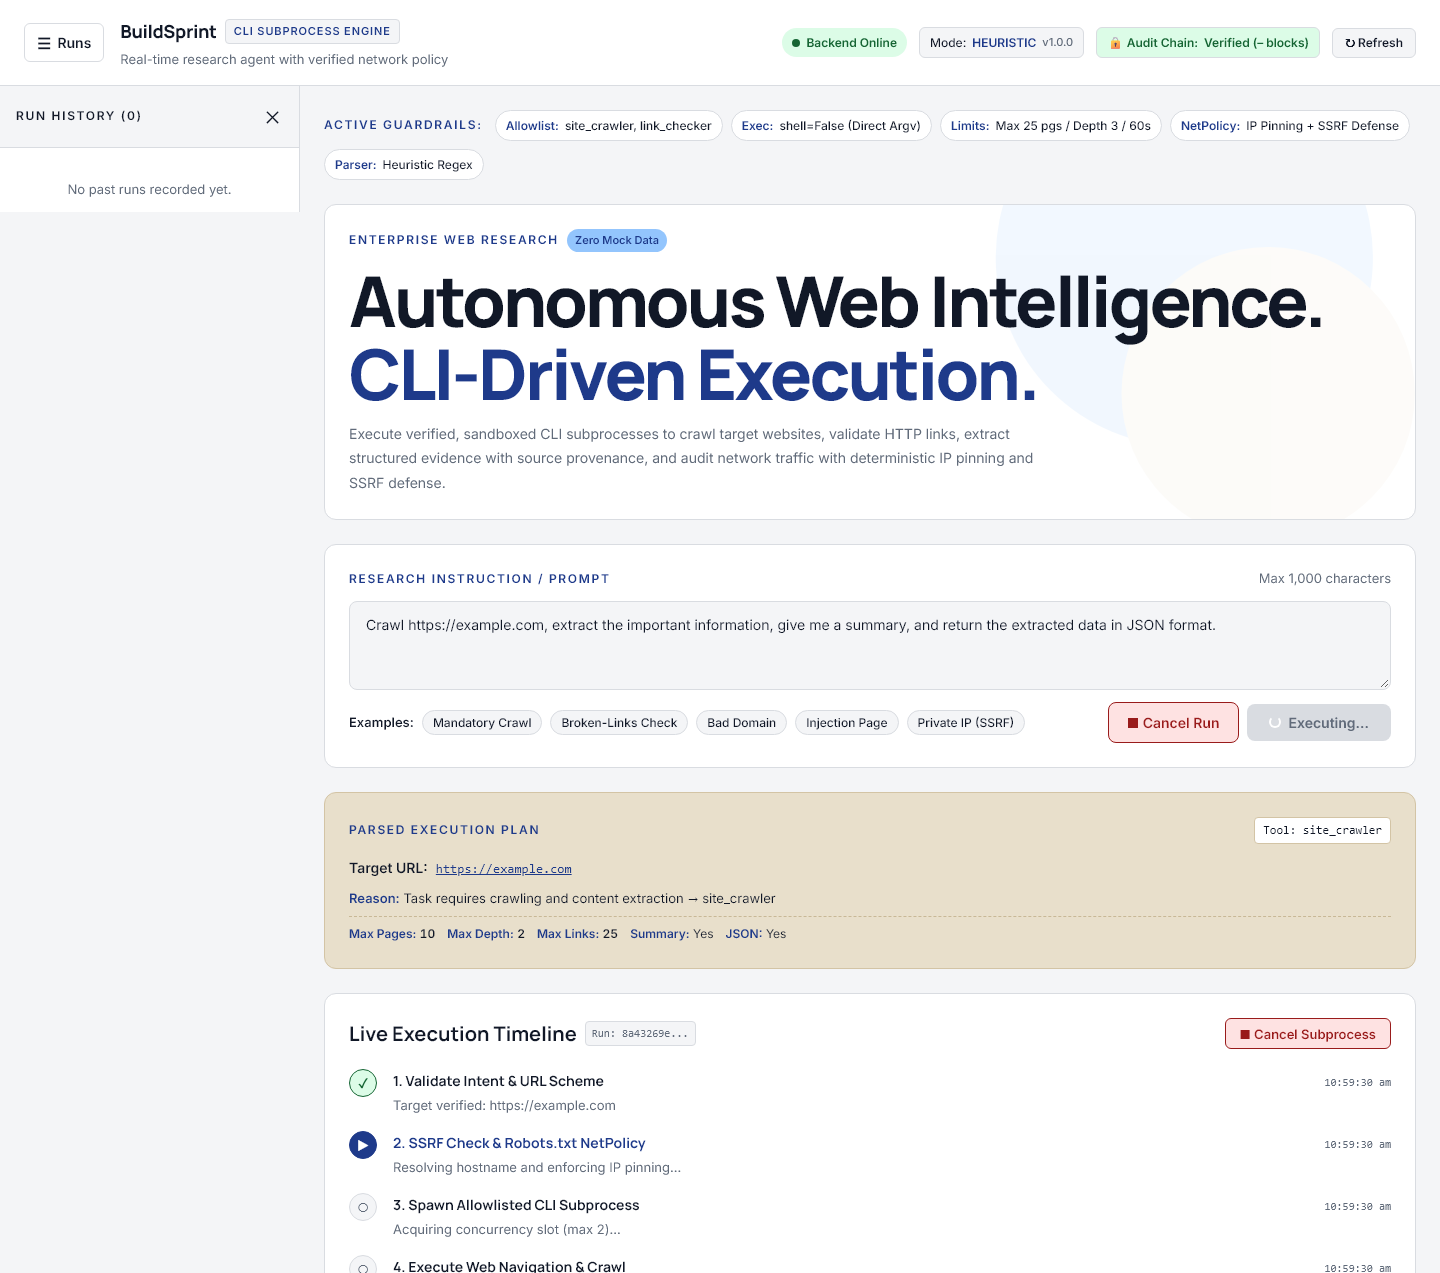 ☰ Runs
BuildSprint CLI SUBPROCESS ENGINE
Real-time research agent with verified network policy
Backend Online
Mode: HEURISTIC v1.0.0
🔒 Audit Chain: Verified (– blocks)
↻ Refresh
RUN HISTORY (0)
No past runs recorded yet.
ACTIVE GUARDRAILS: Allowlist: site_crawler, link_checker Exec: shell=False (Direct Argv) Limits: Max 25 pgs / Depth 3 / 60s NetPolicy: IP Pinning + SSRF Defense
Parser: Heuristic Regex
ENTERPRISE WEB RESEARCH Zero Mock Data
Autonomous Web Intelligence.
CLI-Driven Execution.
Execute verified, sandboxed CLI subprocesses to crawl target websites, validate HTTP links, extract
structured evidence with source provenance, and audit network traffic with deterministic IP pinning and
SSRF defense.
RESEARCH INSTRUCTION / PROMPT Max 1,000 characters
Crawl https://example.com, extract the important information, give me a summary, and return the extracted data in JSON format.
Examples: Mandatory Crawl Broken-Links Check Bad Domain Injection Page Private IP (SSRF) ■ Cancel Run Executing...
PARSED EXECUTION PLAN Tool: site_crawler
Target URL: https://example.com
Reason: Task requires crawling and content extraction → site_crawler
Max Pages: 10 Max Depth: 2 Max Links: 25 Summary: Yes JSON: Yes
Live Execution Timeline Run: 8a43269e... ■ Cancel Subprocess
✓ 1. Validate Intent & URL Scheme 10:59:30 am
Target verified: https://example.com
▶ 2. SSRF Check & Robots.txt NetPolicy 10:59:30 am
Resolving hostname and enforcing IP pinning...
○ 3. Spawn Allowlisted CLI Subprocess 10:59:30 am
Acquiring concurrency slot (max 2)...
○ 4. Execute Web Navigation & Crawl 10:59:30 am